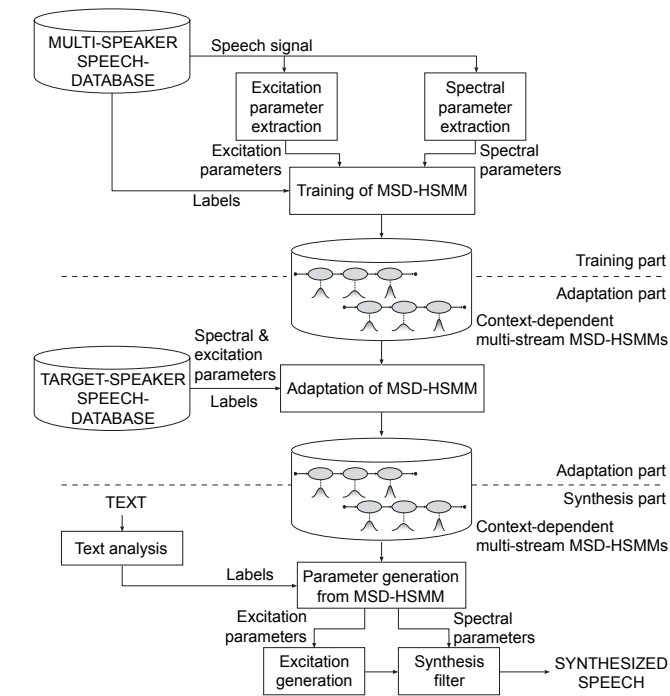 MULTI-SPEAKER
SPEECH-
DATABASE
Speech signal
Excitation
parameter
extraction
Spectral
parameter
extraction
Excitation
parameters
Spectral
parameters
Labels
Training of MSD-HSMM
Training part
Adaptation part
Context-dependent
multi-stream MSD-HSMMs
Spectral &
excitation
parameters
Labels
TARGET-SPEAKER
SPEECH-
DATABASE
Adaptation of MSD-HSMM
Adaptation part
Synthesis part
Context-dependent
multi-stream MSD-HSMMs
TEXT
Text analysis
Labels
Parameter generation
from MSD-HSMM
Excitation
parameters
Spectral
parameters
Excitation
generation
Synthesis
filter
SYNTHESIZED
SPEECH